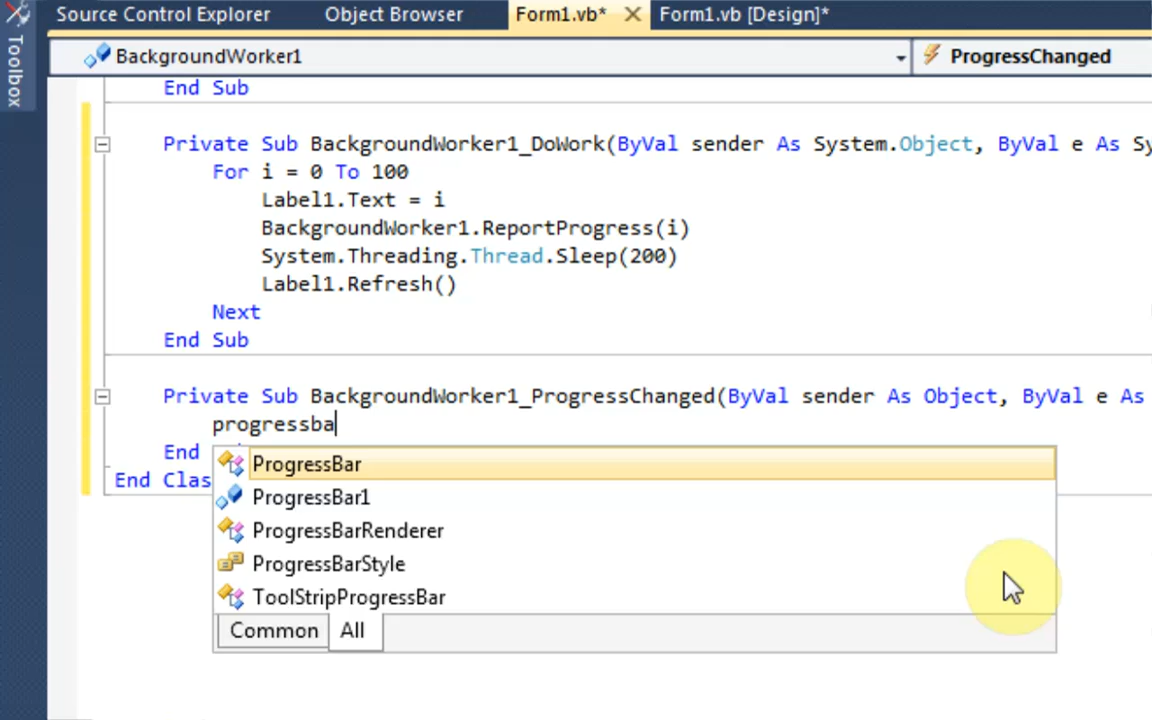 Source Control Explorer Object Browser Form1.vb* Form1.vb [Design]*
Toolbox
BackgroundWorker1 ProgressChanged
End Sub
Private Sub BackgroundWorker1_DoWork(ByVal sender As System.Object, ByVal e As Sy
For i = 0 To 100
Label1.Text = i
BackgroundWorker1.ReportProgress(i)
System.Threading.Thread.Sleep(200)
Label1.Refresh()
Next
End Sub
Private Sub BackgroundWorker1_ProgressChanged(ByVal sender As Object, ByVal e As
progressba
End
End Clas
ProgressBar
ProgressBar1
ProgressBarRenderer
ProgressBarStyle
ToolStripProgressBar
Common All